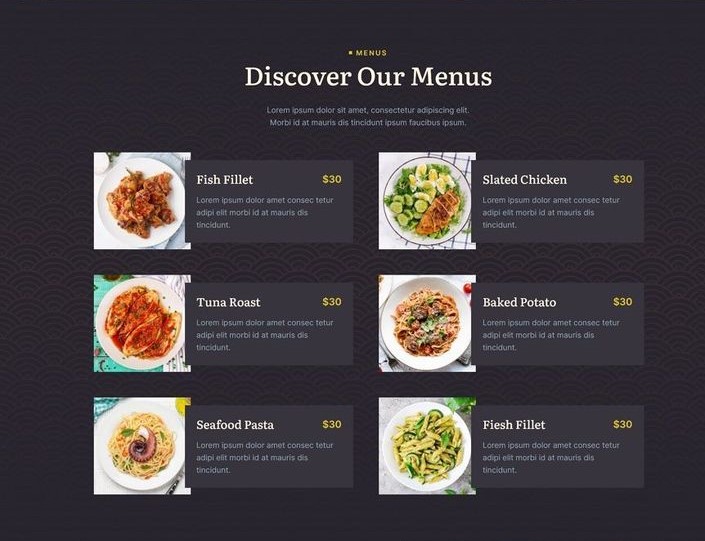 MENUS
Discover Our Menus
Lorem ipsum dolor sit amet, consectetur adipiscing elit.
Morbi id at mauris dis tincidunt ipsum faucibus ipsum.
Fish Fillet $30
Lorem ipsum dolor amet consec tetur
adipi elit morbi id at mauris dis
tincidunt.
Slated Chicken $30
Lorem ipsum dolor amet consec tetur
adipi elit morbi id at mauris dis
tincidunt.
Tuna Roast $30
Lorem ipsum dolor amet consec tetur
adipi elit morbi id at mauris dis
tincidunt.
Baked Potato $30
Lorem ipsum dolor amet consec tetur
adipi elit morbi id at mauris dis
tincidunt.
Seafood Pasta $30
Lorem ipsum dolor amet consec tetur
adipi elit morbi id at mauris dis
tincidunt.
Fiesh Fillet $30
Lorem ipsum dolor amet consec tetur
adipi elit morbi id at mauris dis
tincidunt.